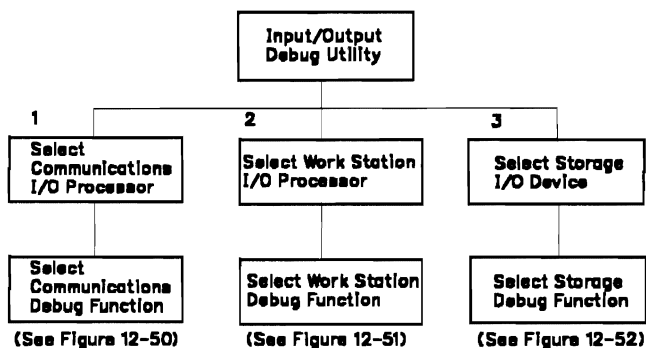 Input/Output
Debug Utility
1
2
3
Select
Communications
I/O Processor
Select Work Station
I/O Processor
Select Storage
I/O Device
Select
Communications
Debug Function
Select Work Station
Debug Function
Select Storage
Debug Function
(See Figure 12-50)
(See Figure 12-51)
(See Figure 12-52)